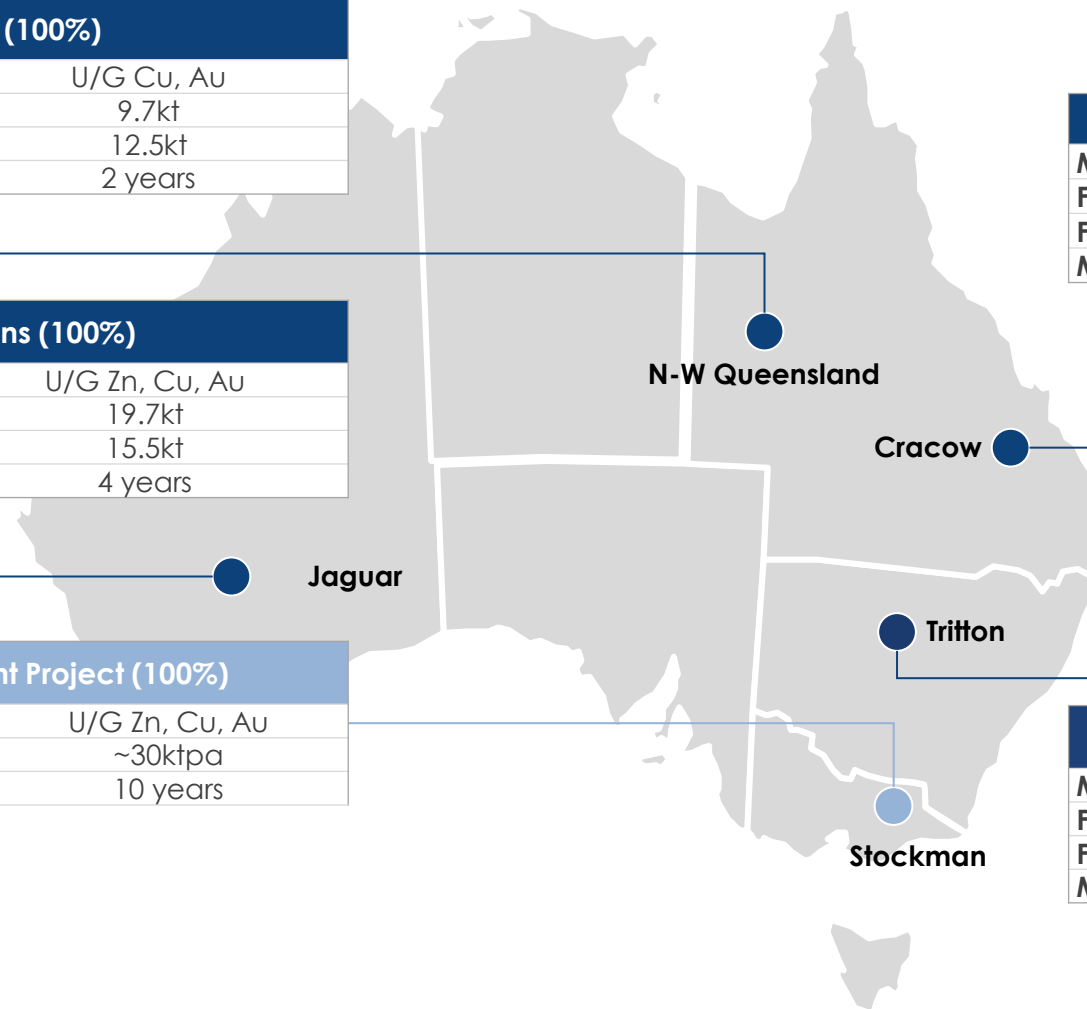 (100%)
U/G Cu, Au
9.7kt
12.5kt
2 years
ns (100%)
U/G Zn, Cu, Au
19.7kt
15.5kt
4 years
nt Project (100%)
U/G Zn, Cu, Au
~30ktpa
10 years
N-W Queensland
Cracow
Jaguar
Tritton
Stockman
M
F
F
M
M
F
F
M